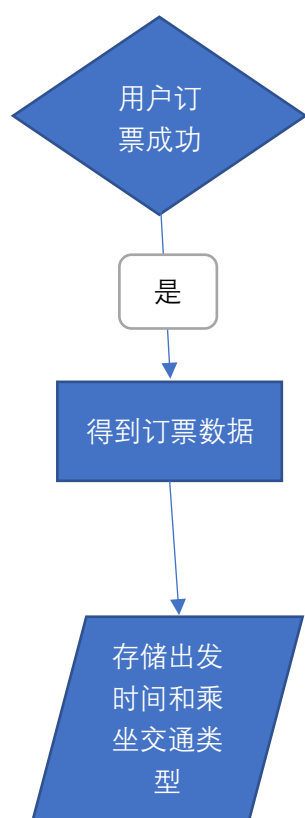 用户订
票成功
是
得到订票数据
存储出发
时间和乘
坐交通类
型